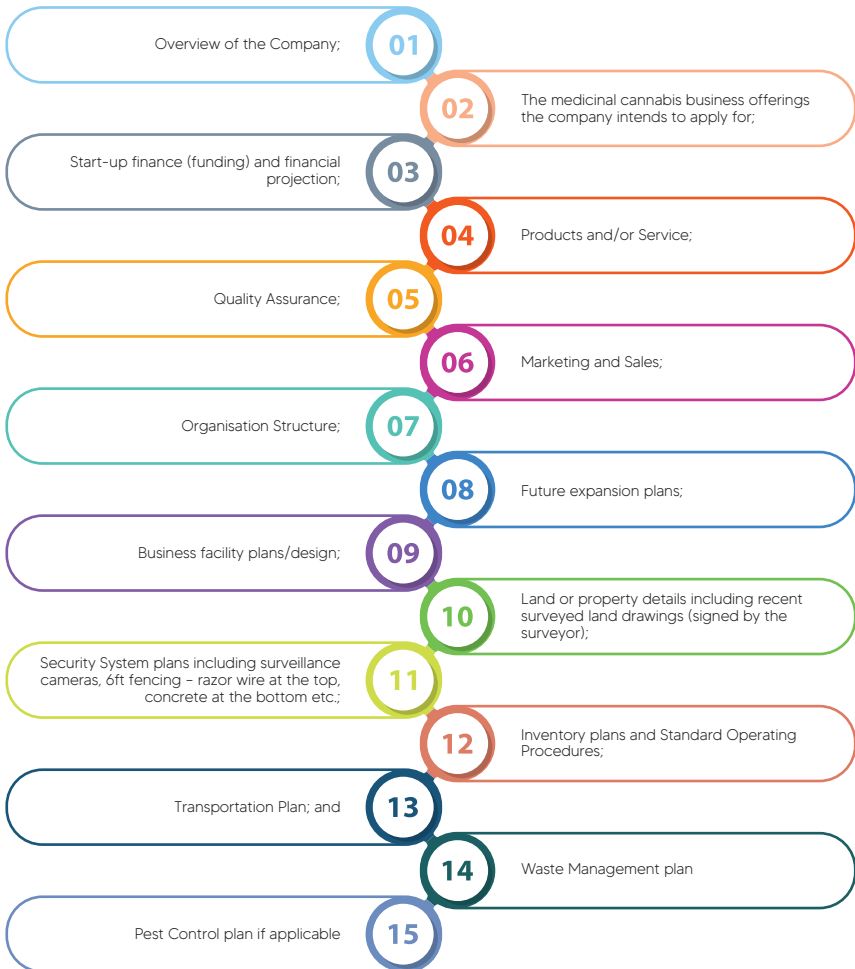 Overview of the Company;
01
02
The medicinal cannabis business offerings
the company intends to apply for;
Start-up finance (funding) and financial
projection;
03
04
Products and/or Service;
Quality Assurance;
05
06
Marketing and Sales;
Organisation Structure;
07
08
Future expansion plans;
Business facility plans/design;
09
10
Land or property details including recent
surveyed land drawings (signed by the
surveyor);
Security System plans including surveillance
cameras, 6ft fencing – razor wire at the top,
concrete at the bottom etc.;
11
12
Inventory plans and Standard Operating
Procedures;
Transportation Plan; and
13
14
Waste Management plan
Pest Control plan if applicable
15